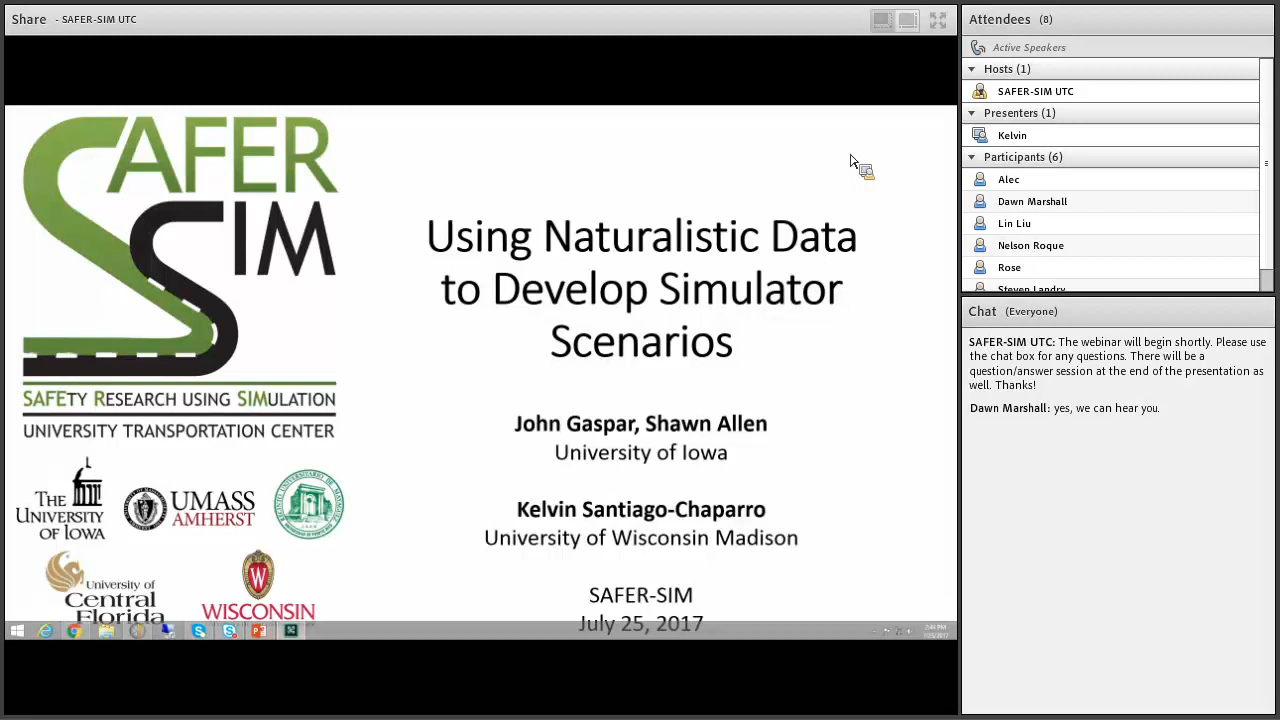 Share - SAFER-SIM UTC
SAFER
SIM
SAFETY RESEARCH USING SIMULATION
UNIVERSITY TRANSPORTATION CENTER
THE
UNIVERSITY
OF IOWA
UMASS
AMHERST
University of
Central
Florida
W
WISCONSIN
Using Naturalistic Data
to Develop Simulator
Scenarios
John Gaspar, Shawn Allen
University of Iowa
Kelvin Santiago-Chaparro
University of Wisconsin Madison
SAFER-SIM
July 25, 2017
Attendees (8)
Active Speakers
Hosts (1)
SAFER-SIM UTC
Presenters (1)
Kelvin
Participants (6)
Alec
Dawn Marshall
Lin Liu
Nelson Roque
Rose
Steven Landry
Chat (Everyone)
SAFER-SIM UTC: The webinar will begin shortly. Please use
the chat box for any questions. There will be a
question/answer session at the end of the presentation as
well. Thanks!
Dawn Marshall: yes, we can hear you.